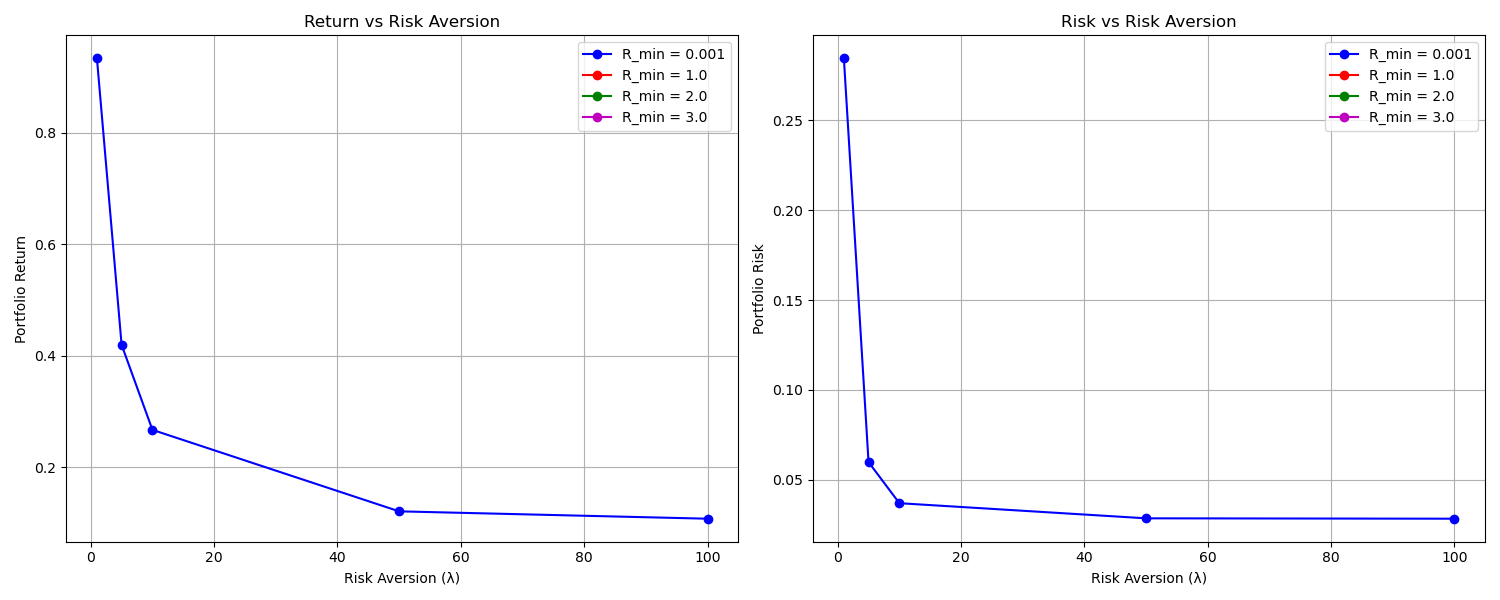 Return vs Risk Aversion
R_min = 0.001
R_min = 1.0
R_min = 2.0
R_min = 3.0
0.8
0.6
0.4
0.2
Portfolio Return
0 20 40 60 80 100
Risk Aversion (λ)
Risk vs Risk Aversion
R_min = 0.001
R_min = 1.0
R_min = 2.0
R_min = 3.0
0.25
0.20
0.15
0.10
0.05
Portfolio Risk
0 20 40 60 80 100
Risk Aversion (λ)